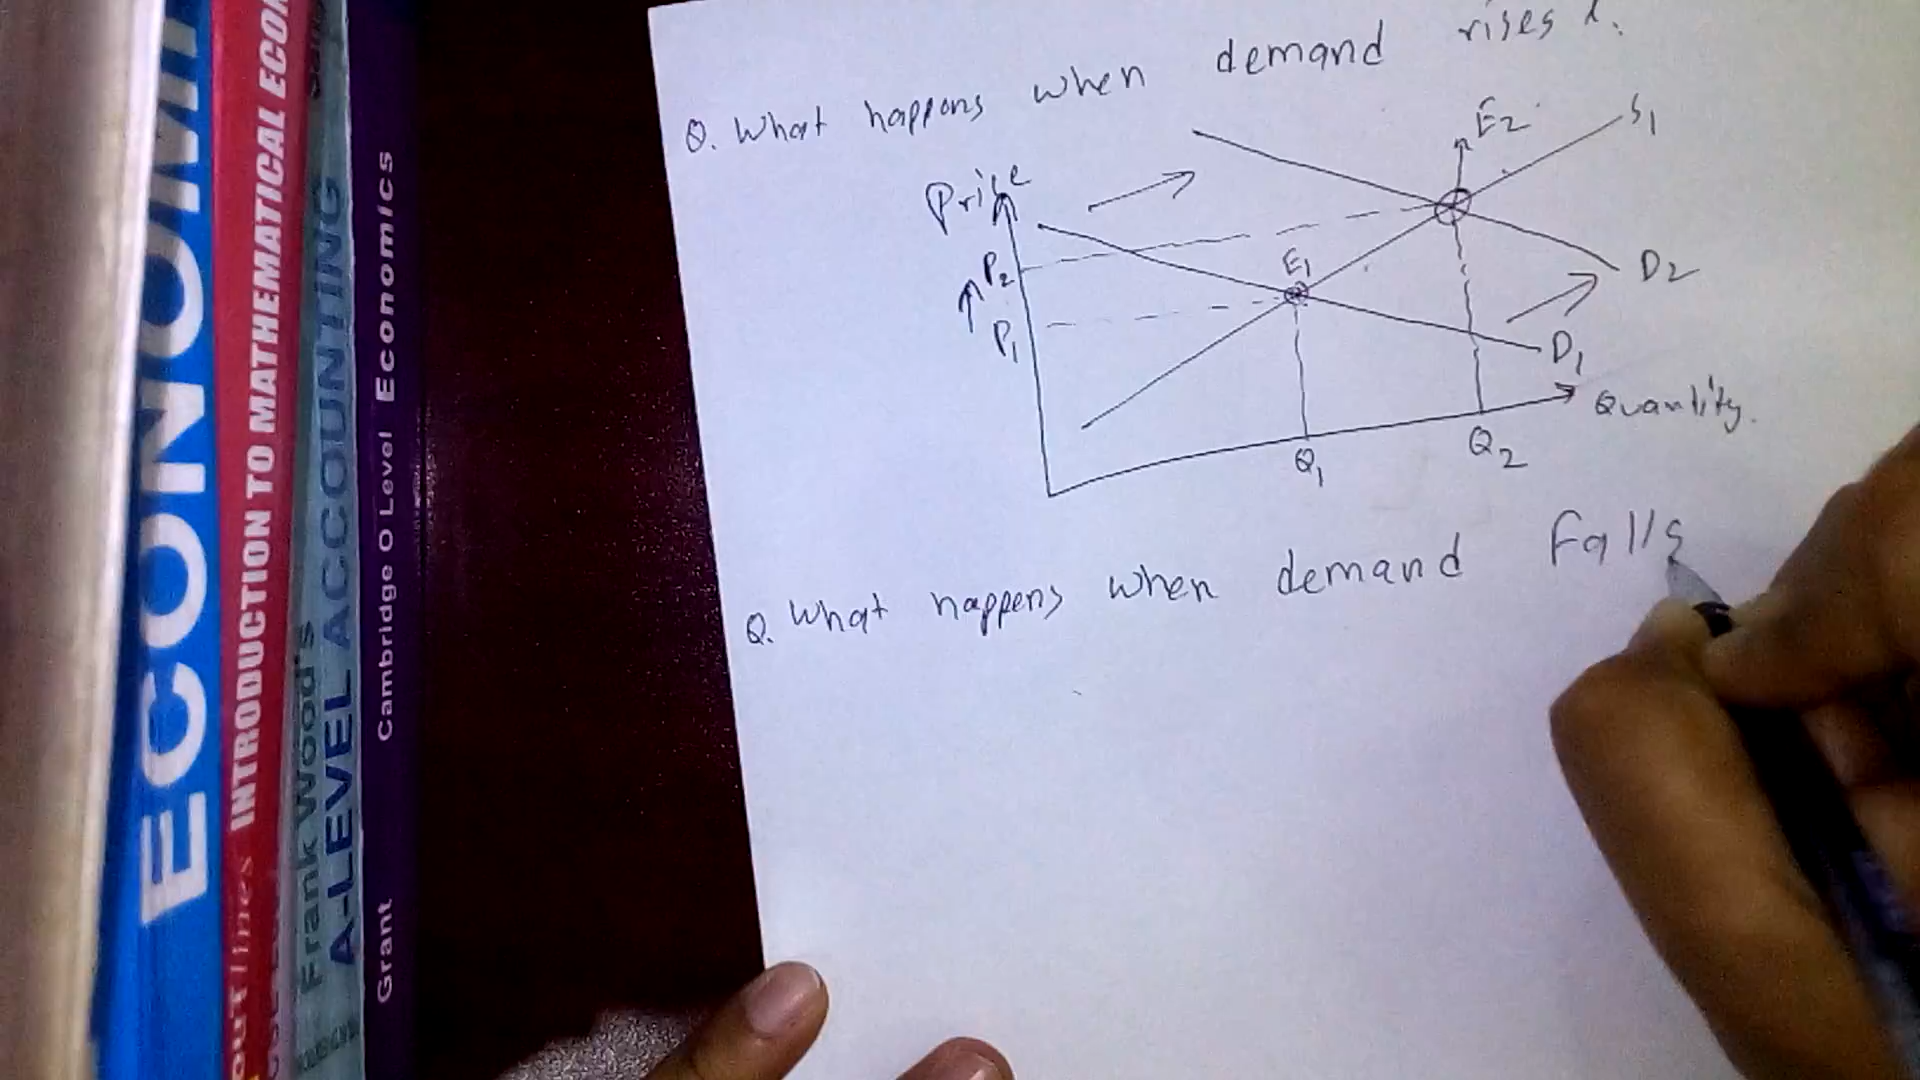 ECONOMI
INTRODUCTION TO MATHEMATICAL ECON
Frank Wood's
A-LEVEL ACCOUNTING
Grant Cambridge O Level Economics
Q. What happens when demand rises
Price
E2
S1
P2
E1
D2
P1
D1
Quantity.
Q1
Q2
Q. What happens when demand Falls